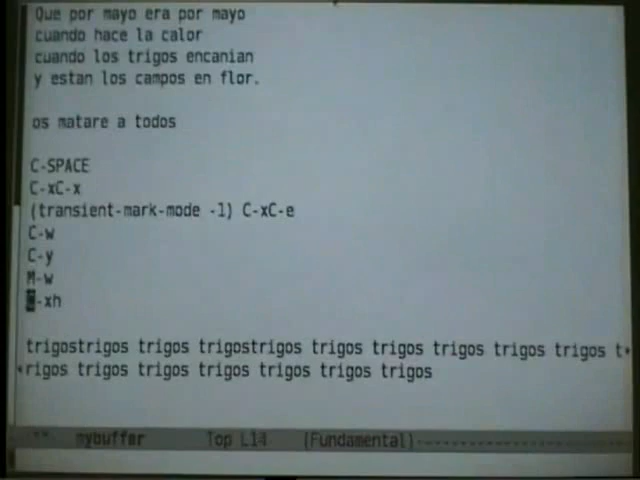 Que por mayo era por mayo
cuando hace la calor
cuando los trigos encanian
y estan los campos en flor.
os matare a todos
C-SPACE
C-xC-x
(transient-mark-mode -1) C-xC-e
C-w
C-y
M-w
C-xh
trigostrigos trigos trigostrigos trigos trigos trigos trigos trigos t
rigos trigos trigos trigos trigos trigos trigos
mybuffer Top L14 (Fundamental)